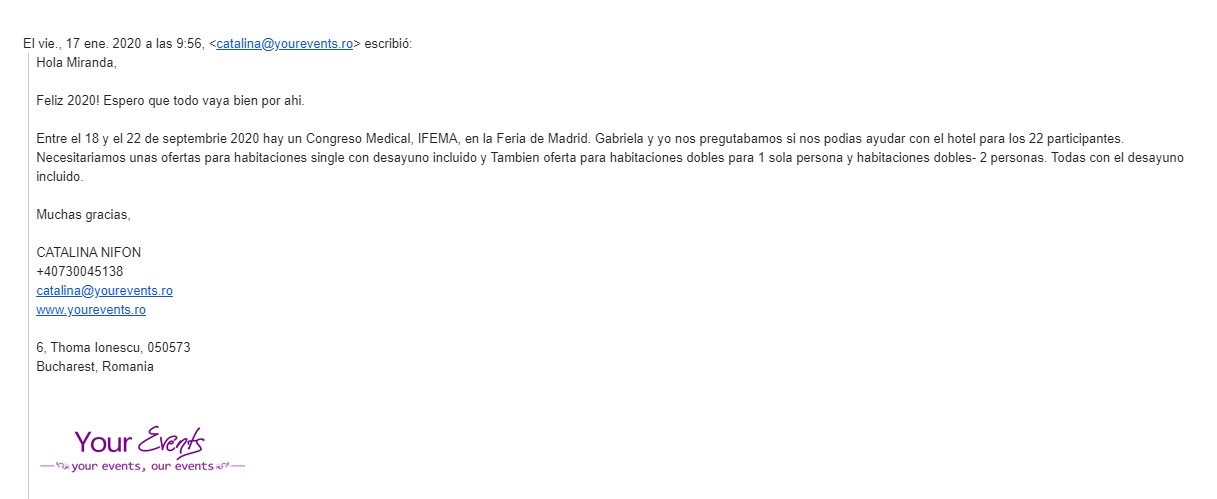 El vie., 17 ene. 2020 a las 9:56, <catalina@yourevents.ro> escribió:
Hola Miranda,
Feliz 2020! Espero que todo vaya bien por ahi.
Entre el 18 y el 22 de septembrie 2020 hay un Congreso Medical, IFEMA, en la Feria de Madrid. Gabriela y yo nos pregutabamos si nos podias ayudar con el hotel para los 22 participantes.
Necesitariamos unas ofertas para habitaciones single con desayuno incluido y Tambien oferta para habitaciones dobles para 1 sola persona y habitaciones dobles- 2 personas. Todas con el desayuno
incluido.
Muchas gracias,
CATALINA NIFON
+40730045138
catalina@yourevents.ro
www.yourevents.ro
6, Thoma Ionescu, 050573
Bucharest, Romania
Your Events
your events, our events